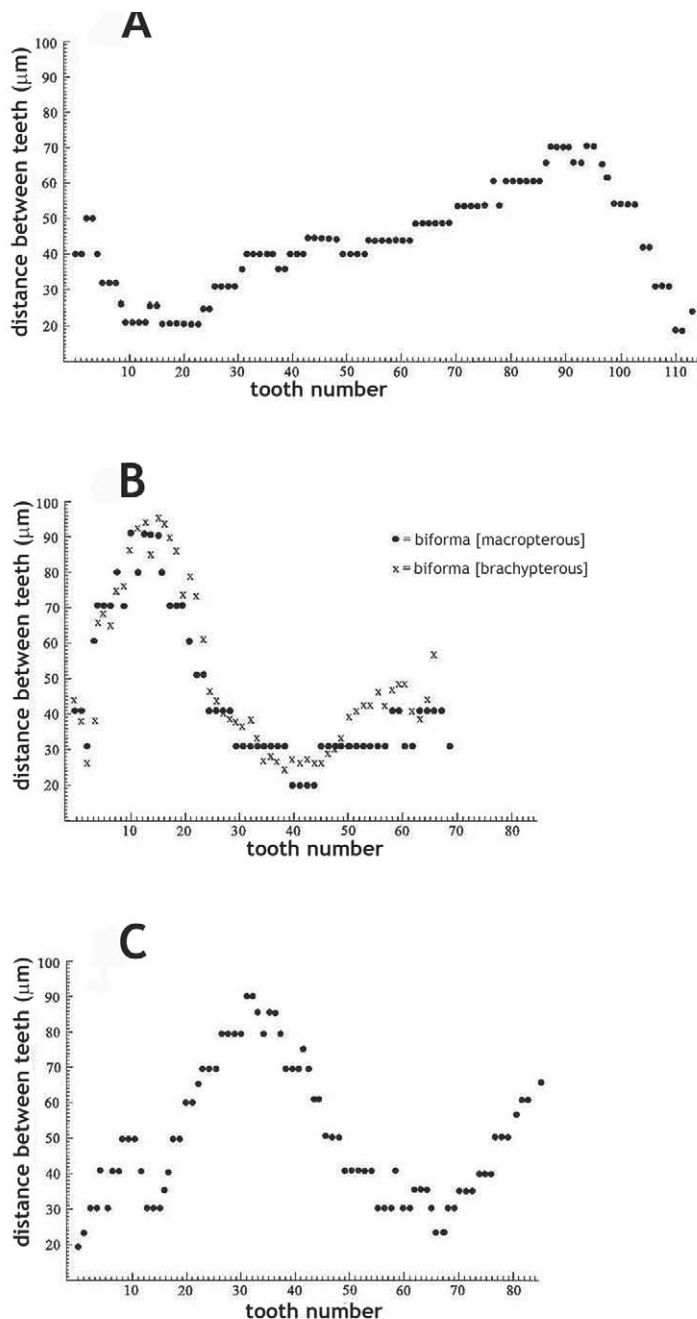 A
distance between teeth (μm)
100
90
80
70
60
50
40
30
20
10 20 30 40 50 60 70 80 90 100 110
tooth number
B
distance between teeth (μm)
100
90
80
70
60
50
40
30
20
● = biforma [macropterous]
x = biforma [brachypterous]
10 20 30 40 50 60 70 80
tooth number
C
distance between teeth (μm)
100
90
80
70
60
50
40
30
20
10 20 30 40 50 60 70 80
tooth number